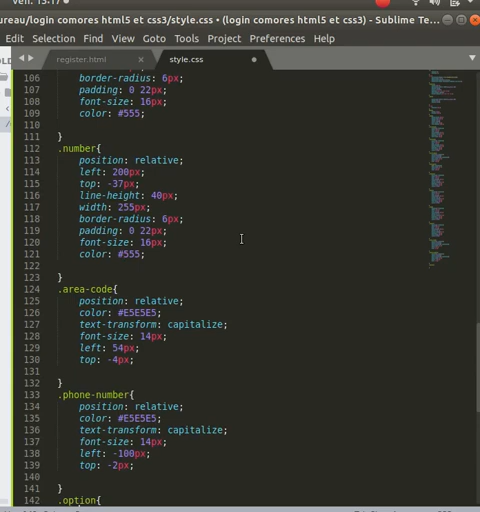 ven. 13:17
ureau/login comores html5 et css3/style.css • (login comores html5 et css3) - Sublime Te...
Edit Selection Find View Goto Tools Project Preferences Help
OLD
register.html ×
style.css
106 border-radius: 6px;
107 padding: 0 22px;
108 font-size: 16px;
109 color: #555;
110
111 }
112 .number{
113 position: relative;
114 left: 200px;
115 top: -37px;
116 line-height: 40px;
117 width: 255px;
118 border-radius: 6px;
119 padding: 0 22px;
120 font-size: 16px;
121 color: #555;
122
123 }
124 .area-code{
125 position: relative;
126 color: #E5E5E5;
127 text-transform: capitalize;
128 font-size: 14px;
129 left: 54px;
130 top: -4px;
131
132 }
133 .phone-number{
134 position: relative;
135 color: #E5E5E5;
136 text-transform: capitalize;
137 font-size: 14px;
138 left: -100px;
139 top: -2px;
140
141 }
142 .option{